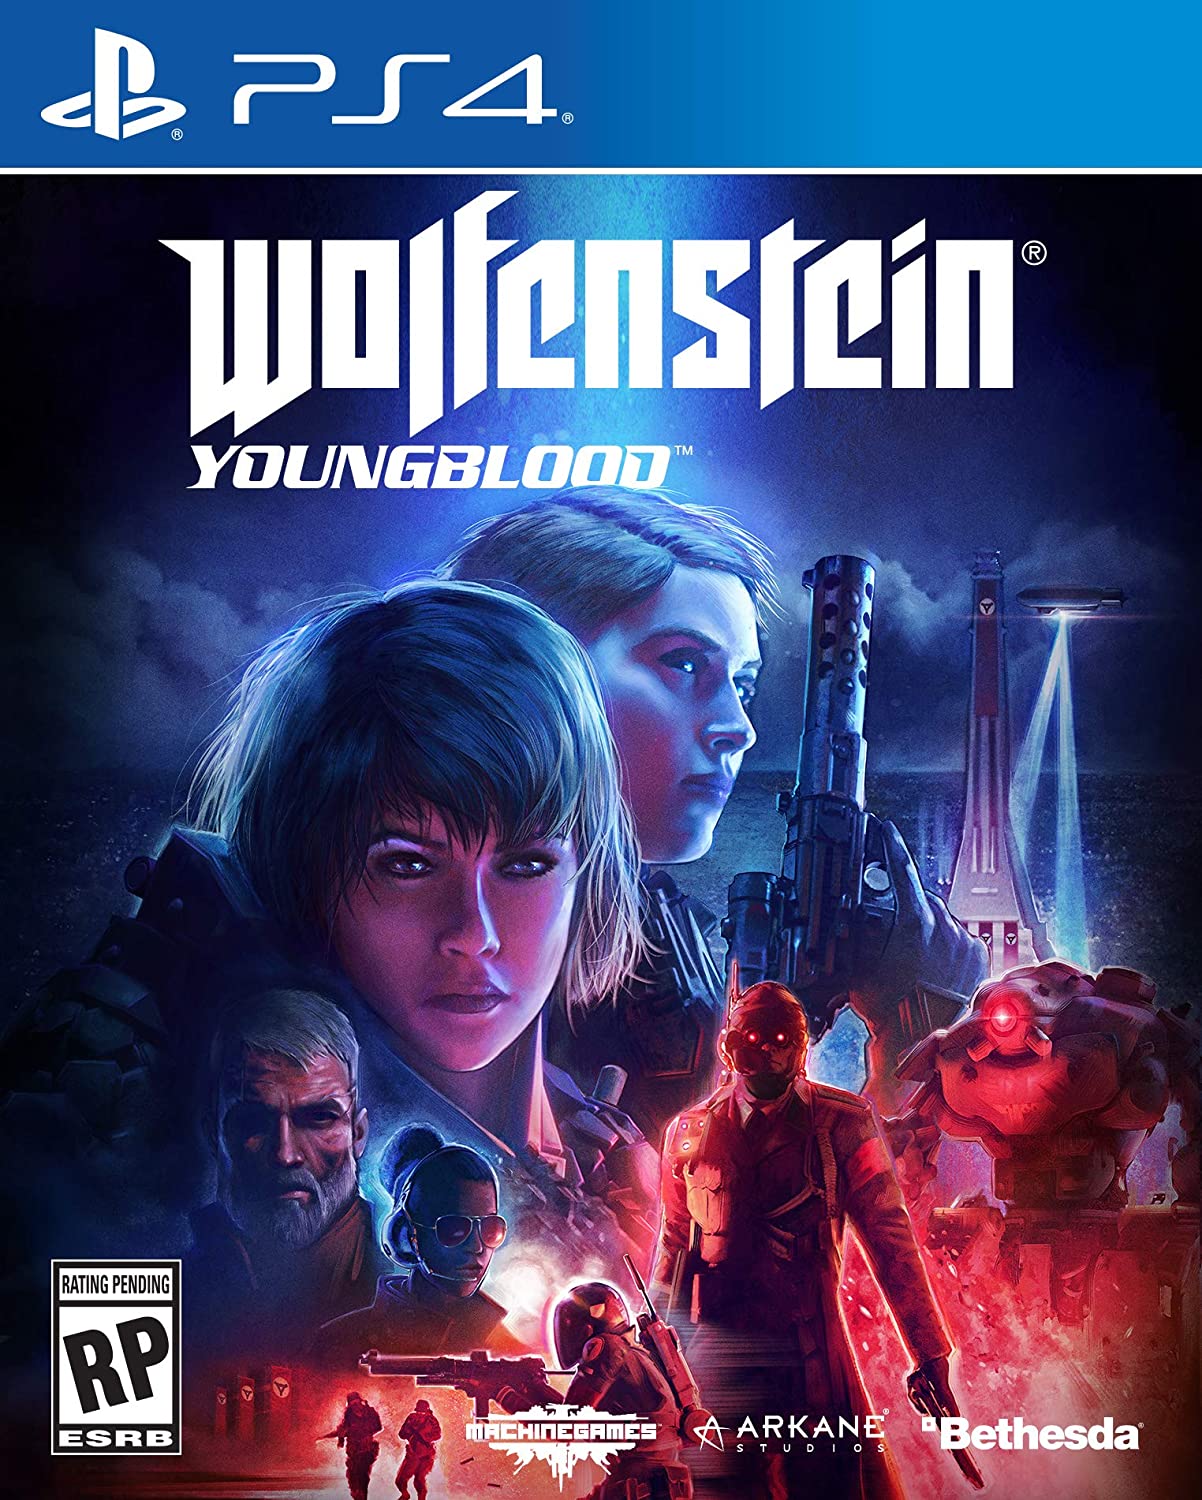 PS4®
Wolfenstein®
YOUNGBLOOD™
RATING PENDING
RP
ESRB
MACHINEGAMES
ARKANE®
STUDIOS
Bethesda®